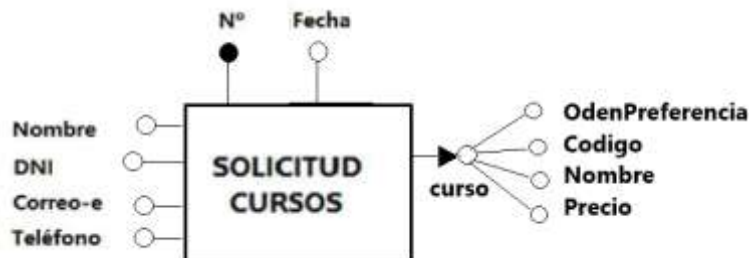 Nº Fecha
Nombre
DNI
Correo-e
Teléfono
SOLICITUD
CURSOS
curso
OdenPreferencia
Codigo
Nombre
Precio